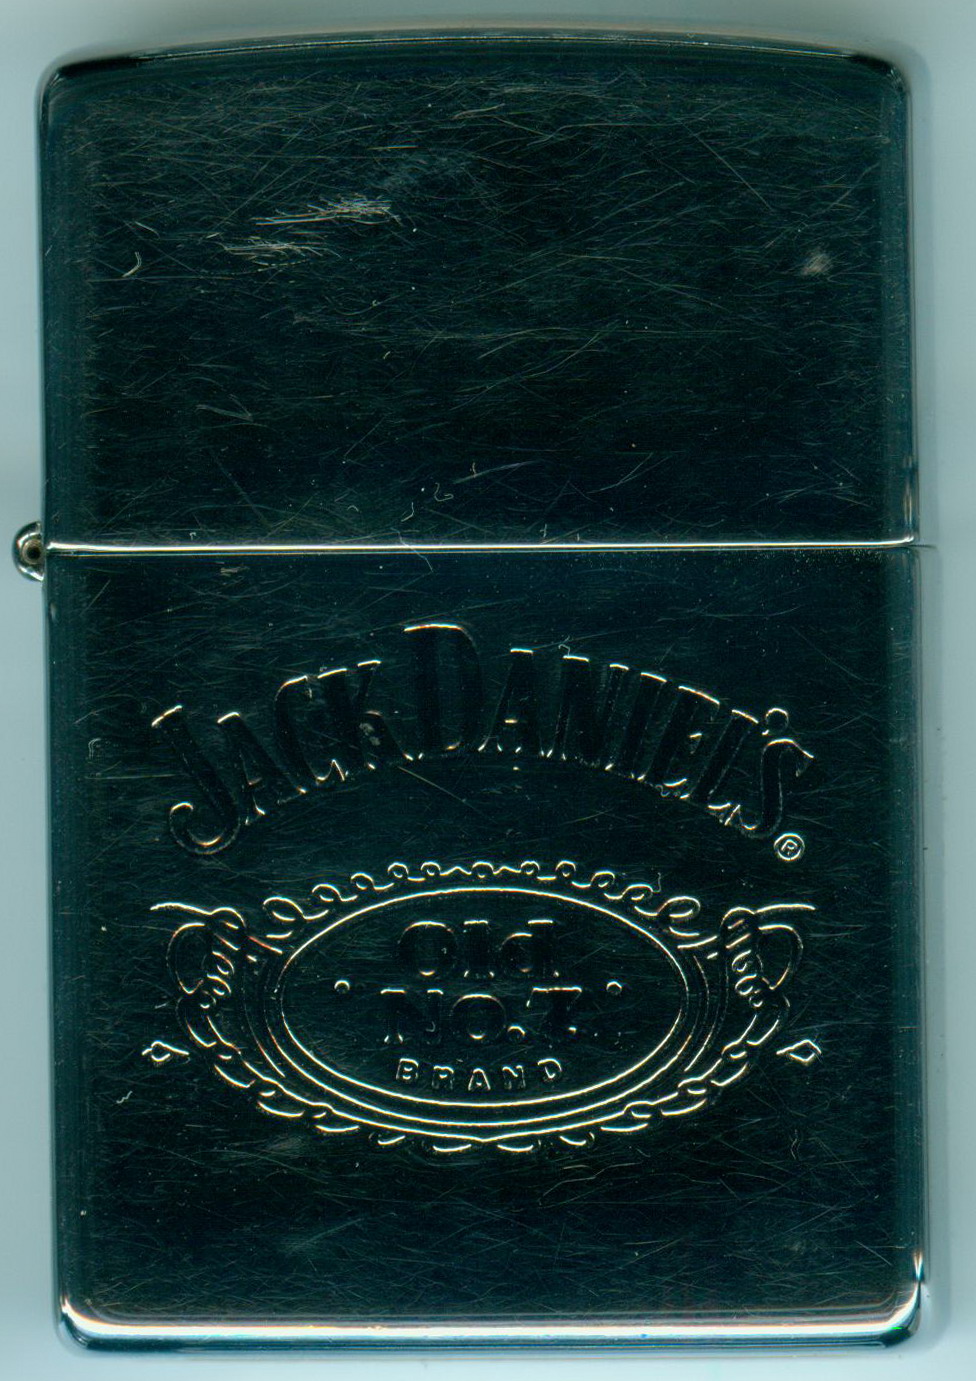 JACK DANIEL'S®
Old
• No.7 •
BRAND